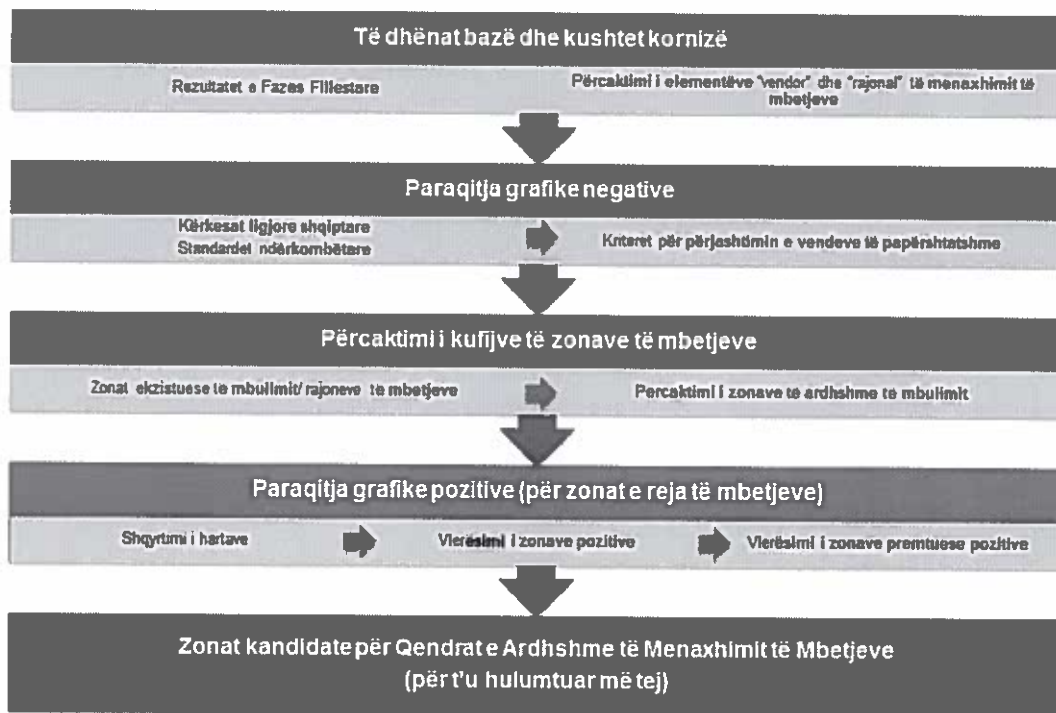 Të dhënat bazë dhe kushtet kornizë
Rezultatet e Fazes Fillestare
Përcaktimi i elementëve "vendor" dhe "rajonal" të menaxhimit të
mbetjeve
Paraqitja grafike negative
Kërkesat ligjore shqiptare
Standardet ndërkombëtare
Kriteret për përjashtimin e vendeve të papërshtatshme
Përcaktimi i kufijve të zonave të mbetjeve
Zonat ekzistuese të mbulimit/ rajoneve të mbetjeve
Percaktimi i zonave të ardhshme të mbulimit
Paraqitja grafike pozitive (për zonat e reja të mbetjeve)
Shqyrtimi i hartave
Vlerësimi i zonave pozitive
Vlerësimi i zonave premtuese pozitive
Zonat kandidate për Qendrat e Ardhshme të Menaxhimit të Mbetjeve
(për t'u hulumtuar më tej)